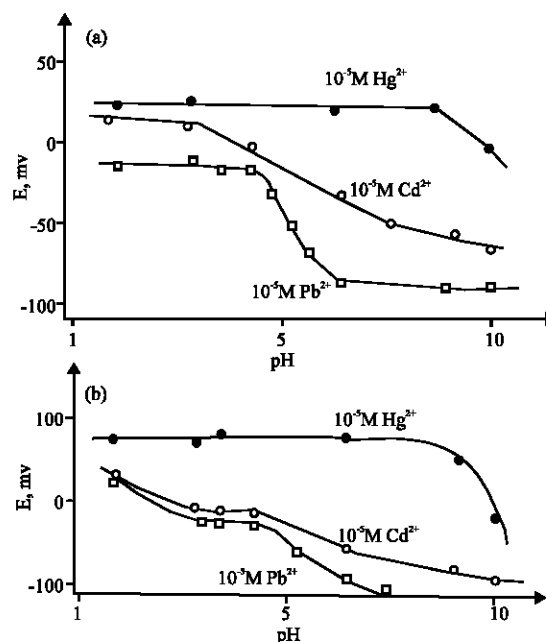 (a)
50
10⁻⁵M Hg²⁺
0
E, mv
10⁻⁵M Cd²⁺
-50
10⁻⁵M Pb²⁺
-100
1
5
10
pH
(b)
100
10⁻⁵M Hg²⁺
E, mv
0
10⁻⁵M Cd²⁺
10⁻⁵M Pb²⁺
-100
1
5
10
pH